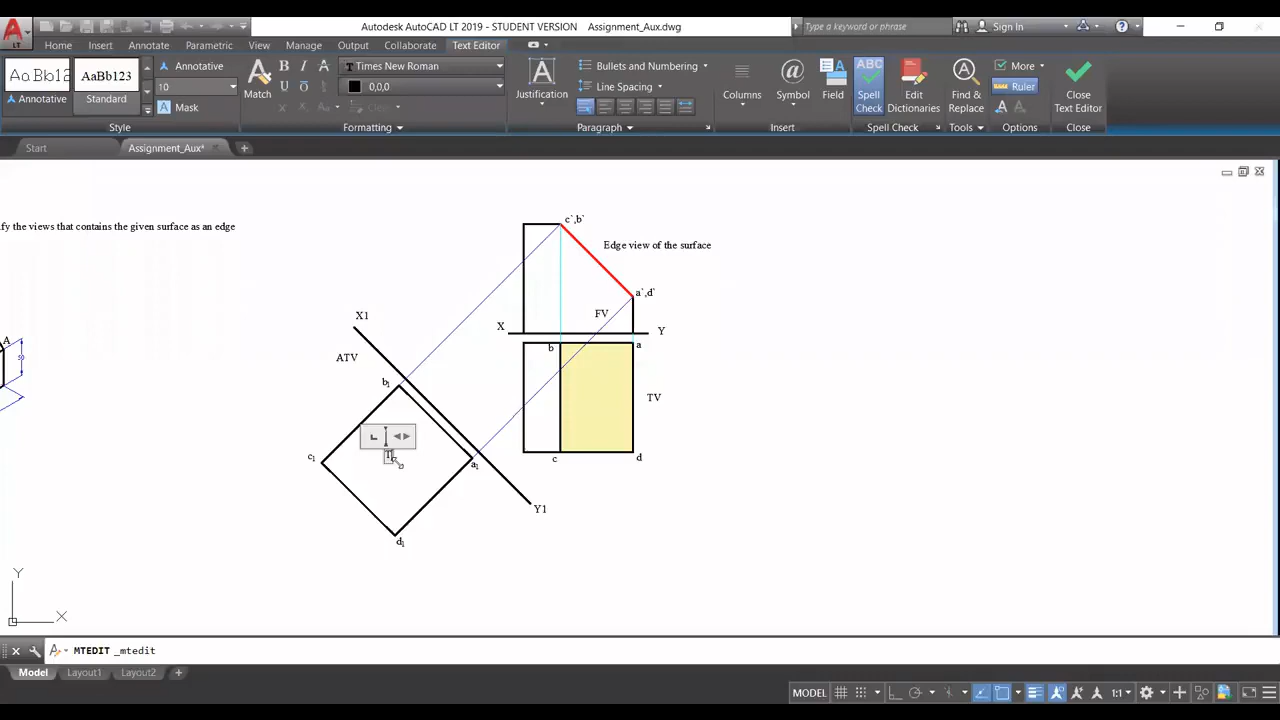 Autodesk AutoCAD LT 2019 - STUDENT VERSION Assignment_Aux.dwg
Type a keyword or phrase
Sign In
LT
Home Insert Annotate Parametric View Manage Output Collaborate Text Editor
AaBb12 AaBb123
Annotative Standard
Annotative
10
Mask
Match
Times New Roman
0,0,0
Justification
Bullets and Numbering
Line Spacing
Columns Symbol Field
ABC
Spell Check
Edit Dictionaries
Find & Replace
More
Ruler
Close Text Editor
Style Formatting Paragraph Insert Spell Check Tools Options Close
Start Assignment_Aux*
fy the views that contains the given surface as an edge
c`,b`
Edge view of the surface
a`,d`
X1
FV
X Y
A
b a
ATV
b1
TV
T
c1 a1
c d
Y1
d1
Y
X
MTEDIT _mtedit
Model Layout1 Layout2
MODEL 1:1